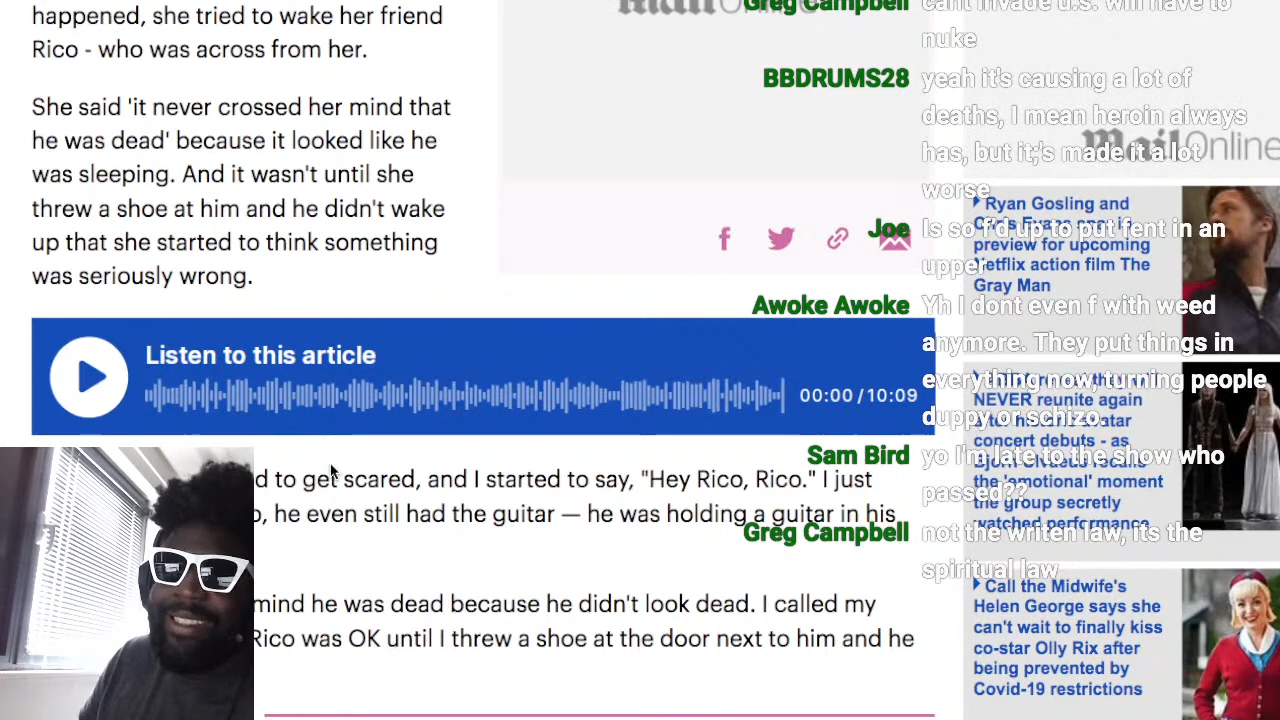 happened, she tried to wake her friend
Rico - who was across from her.
She said 'it never crossed her mind that
he was dead' because it looked like he
was sleeping. And it wasn't until she
threw a shoe at him and he didn't wake
up that she started to think something
was seriously wrong.
Listen to this article
00:00 / 10:09
d to get scared, and I started to say, "Hey Rico, Rico." I just
he even still had the guitar — he was holding a guitar in his
mind he was dead because he didn't look dead. I called my
Rico was OK until I threw a shoe at the door next to him and he
Mail Online
Greg Campbell cant invade u.s. will have to
nuke
BBDRUMS28 yeah it's causing a lot of
deaths, I mean heroin always
has, but it;'s made it a lot
worse
Joe Is so f'd up to put fent in an
upper
Awoke Awoke Yh I dont even f with weed
anymore. They put things in
everything now, turning people
duppy or schizo.
Sam Bird yo I'm late to the show who
passed??
Greg Campbell not the writen law, it's the
spiritual law
Mail Online
Ryan Gosling and
preview for upcoming
Netflix action film The
Gray Man
NEVER reunite again
concert debuts - as
the 'emotional' moment
the group secretly
watched performance
Call the Midwife's
Helen George says she
can't wait to finally kiss
co-star Olly Rix after
being prevented by
Covid-19 restrictions